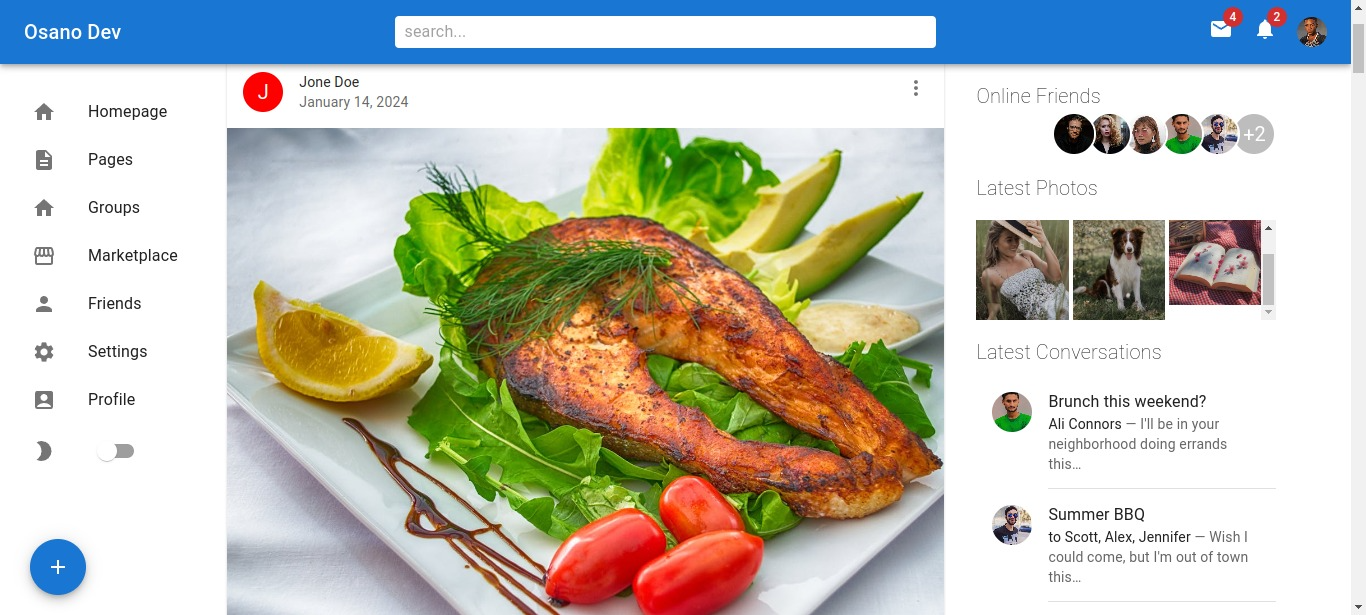 Osano Dev
search...
4
2
Homepage
Pages
Groups
Marketplace
Friends
Settings
Profile
+
J
Jone Doe
January 14, 2024
Online Friends
+2
Latest Photos
Latest Conversations
Brunch this weekend?
Ali Connors — I'll be in your
neighborhood doing errands
this…
Summer BBQ
to Scott, Alex, Jennifer — Wish I
could come, but I'm out of town
this…